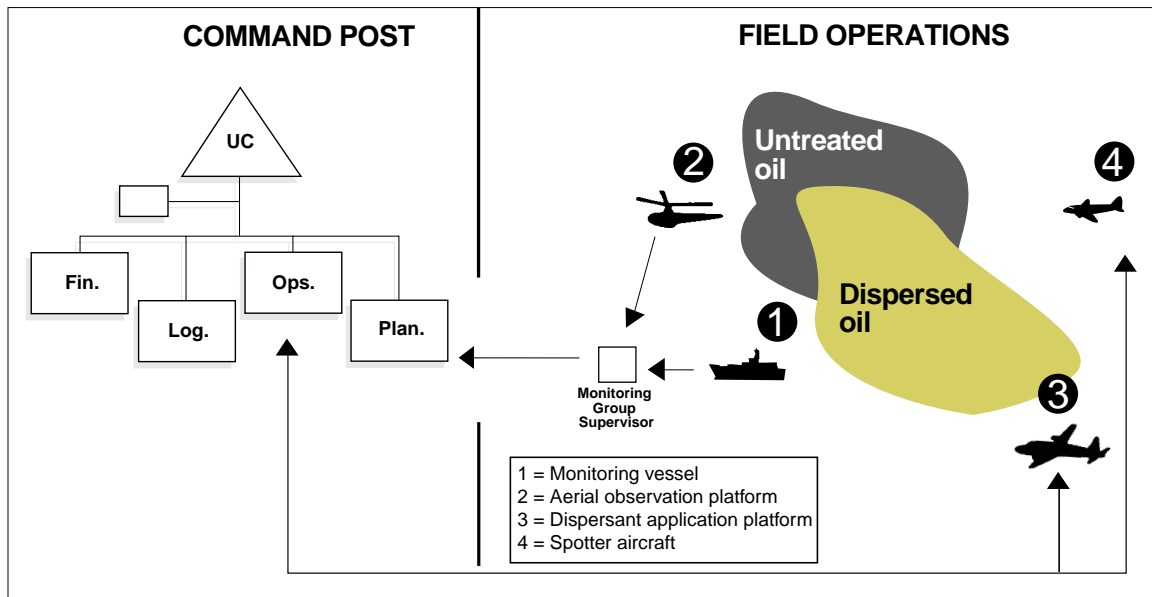 COMMAND POST
FIELD OPERATIONS
UC
Fin.
Log.
Ops.
Plan.
2
Untreated
oil
4
Dispersed
oil
1
Monitoring
Group
Supervisor
3
1 = Monitoring vessel
2 = Aerial observation platform
3 = Dispersant application platform
4 = Spotter aircraft